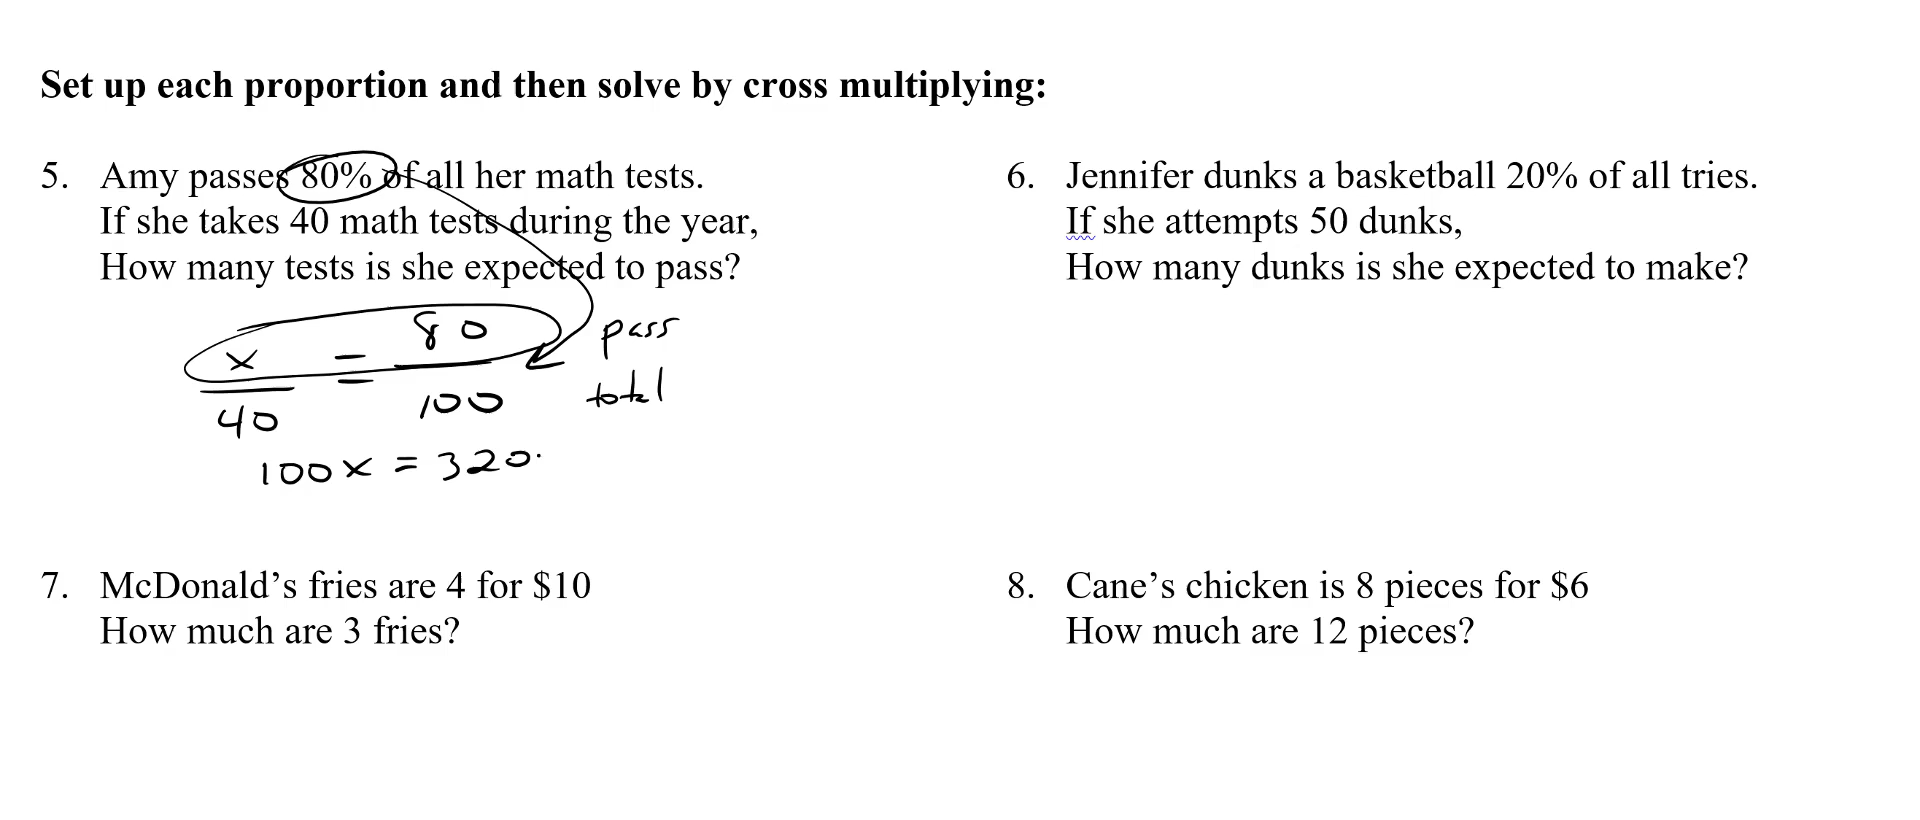 Set up each proportion and then solve by cross multiplying:
5. Amy passes 80% of all her math tests.
If she takes 40 math tests during the year,
How many tests is she expected to pass?
x/40 = 80/100 pass total
100x = 320.
6. Jennifer dunks a basketball 20% of all tries.
If she attempts 50 dunks,
How many dunks is she expected to make?
7. McDonald’s fries are 4 for $10
How much are 3 fries?
8. Cane’s chicken is 8 pieces for $6
How much are 12 pieces?